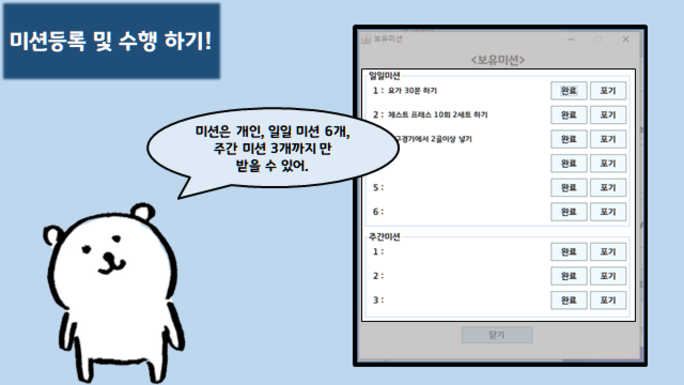 미션등록 및 수행 하기!
보유미션
<보유미션>
일일미션
1 : 요가 30분 하기 완료 포기
2 : 체스트 프레스 10회 2세트 하기 완료 포기
구경기에서 2골이상 넣기 완료 포기
완료 포기
5 : 완료 포기
6 : 완료 포기
주간미션
1 : 완료 포기
2 : 완료 포기
3 : 완료 포기
닫기
미션은 개인, 일일 미션 6개,
주간 미션 3개까지 만
받을 수 있어.